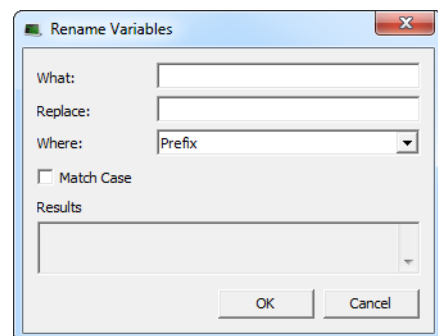 Rename Variables
What:
Replace:
Where: Prefix
Match Case
Results
OK Cancel